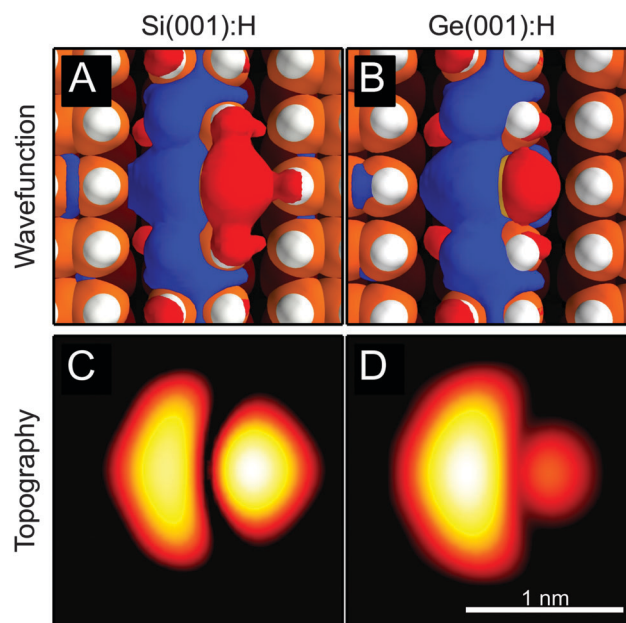 Si(001):H
Ge(001):H
Wavefunction
A
B
Topography
C
D
1 nm